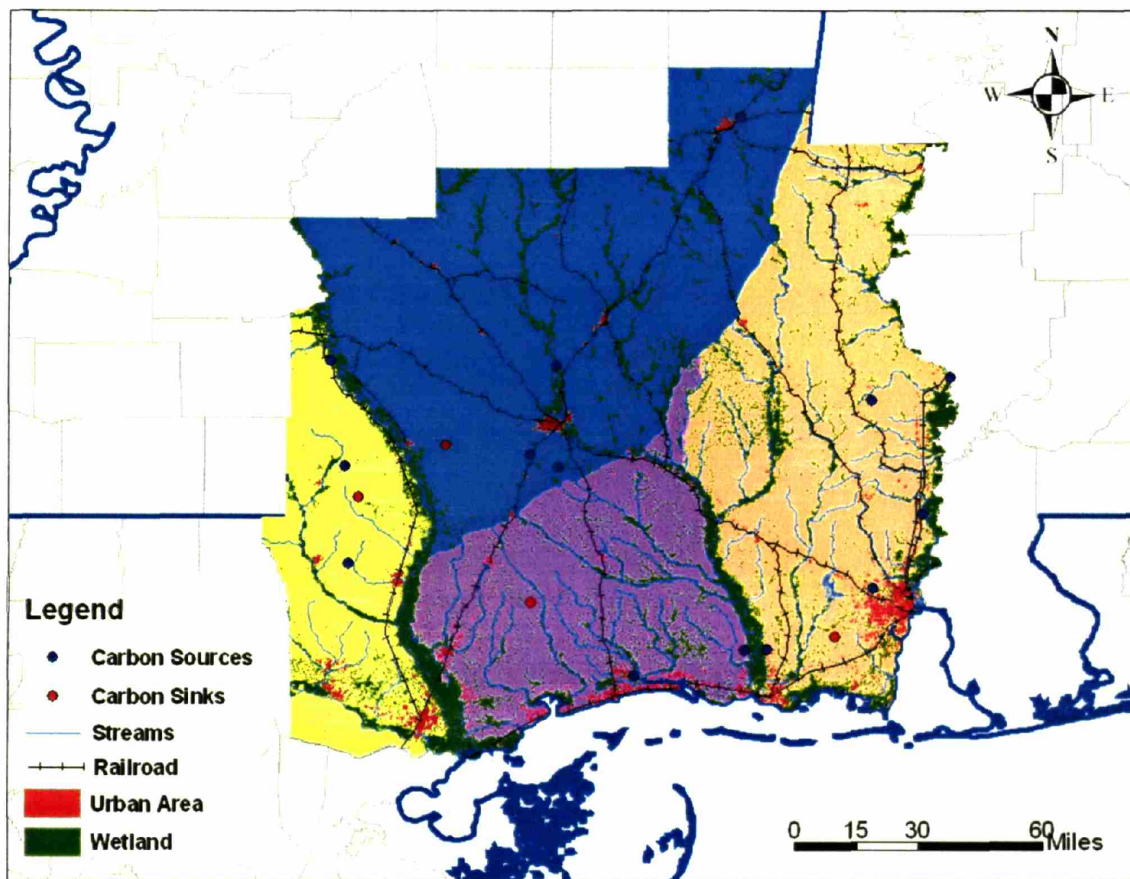 N
W E
S
Legend
Carbon Sources
Carbon Sinks
Streams
Railroad
Urban Area
Wetland
0 15 30 60 Miles